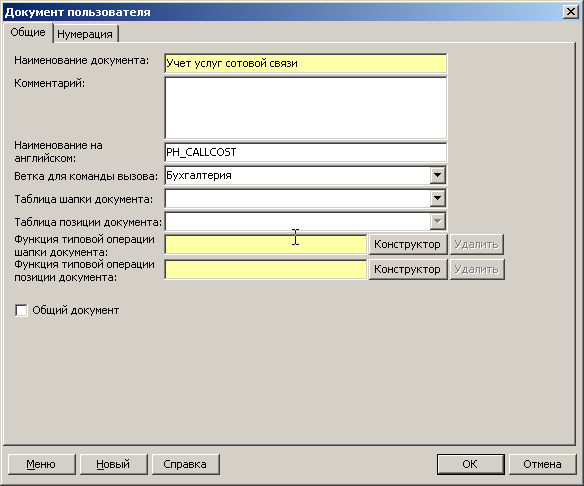 Документ пользователя
Общие Нумерация
Наименование документа: Учет услуг сотовой связи
Комментарий:
Наименование на
английском: PH_CALLCOST
Ветка для команды вызова: Бухгалтерия
Таблица шапки документа:
Таблица позиции документа:
Функция типовой операции
шапки документа: Конструктор Удалить
Функция типовой операции
позиции документа: Конструктор Удалить
Общий документ
Меню Новый Справка OK Отмена